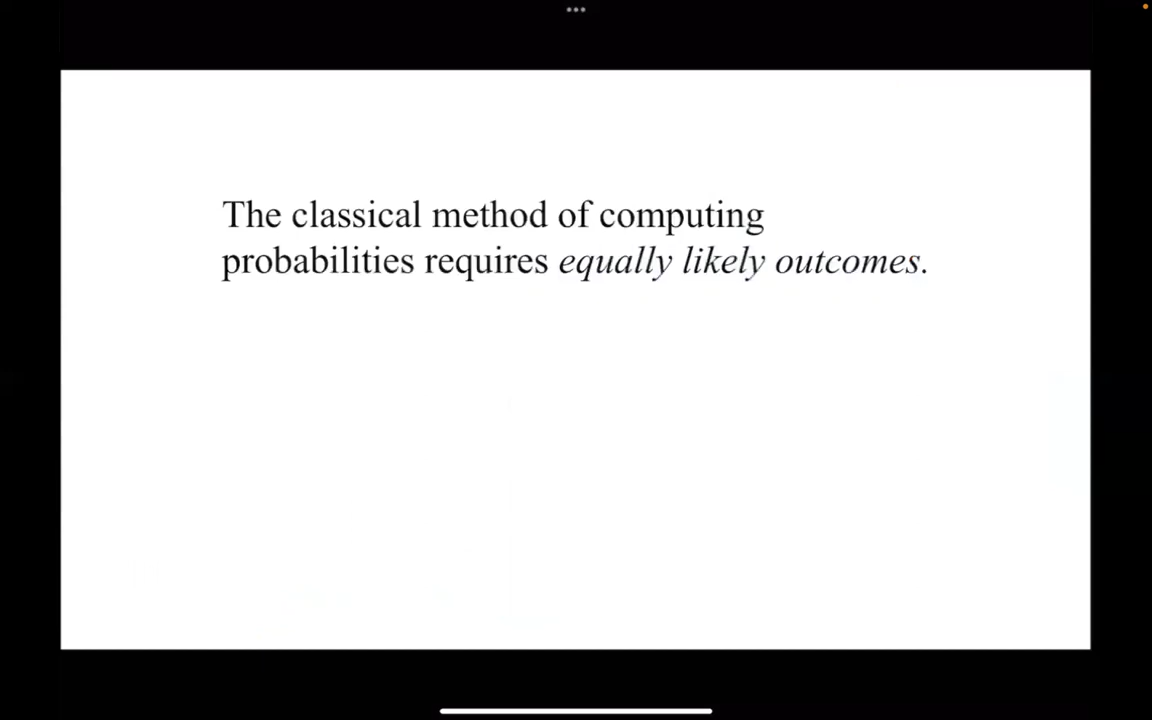 The classical method of computing
probabilities requires equally likely outcomes.